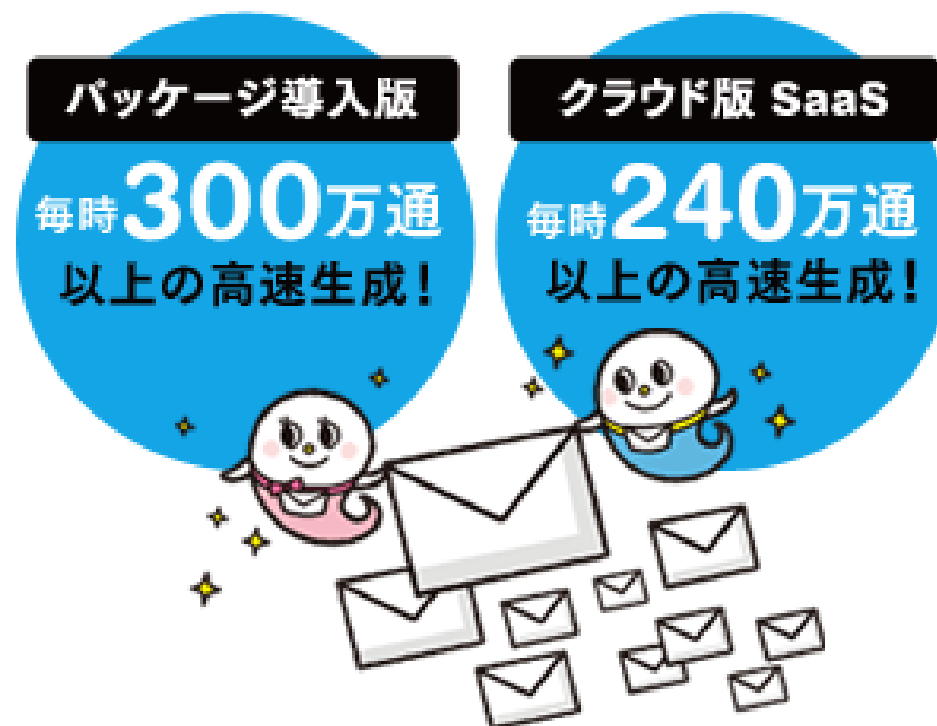 パッケージ導入版
毎時300万通
以上の高速生成!
クラウド版 SaaS
毎時240万通
以上の高速生成!